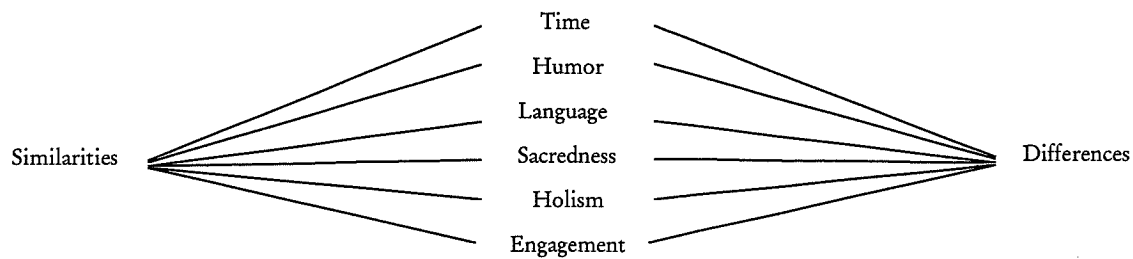 Time
Humor
Language
Similarities
Sacredness
Differences
Holism
Engagement